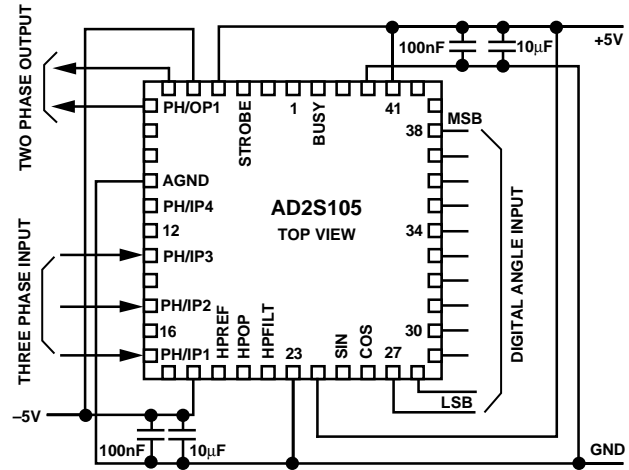 +5V
100nF
10µF
TWO PHASE OUTPUT
PH/OP1
STROBE
1
BUSY
41
38
MSB
AGND
PH/IP4
12
PH/IP3
PH/IP2
16
PH/IP1
AD2S105
TOP VIEW
34
30
DIGITAL ANGLE INPUT
THREE PHASE INPUT
HPREF
HPOP
HPFILT
23
SIN
COS
27
LSB
–5V
100nF
10µF
GND